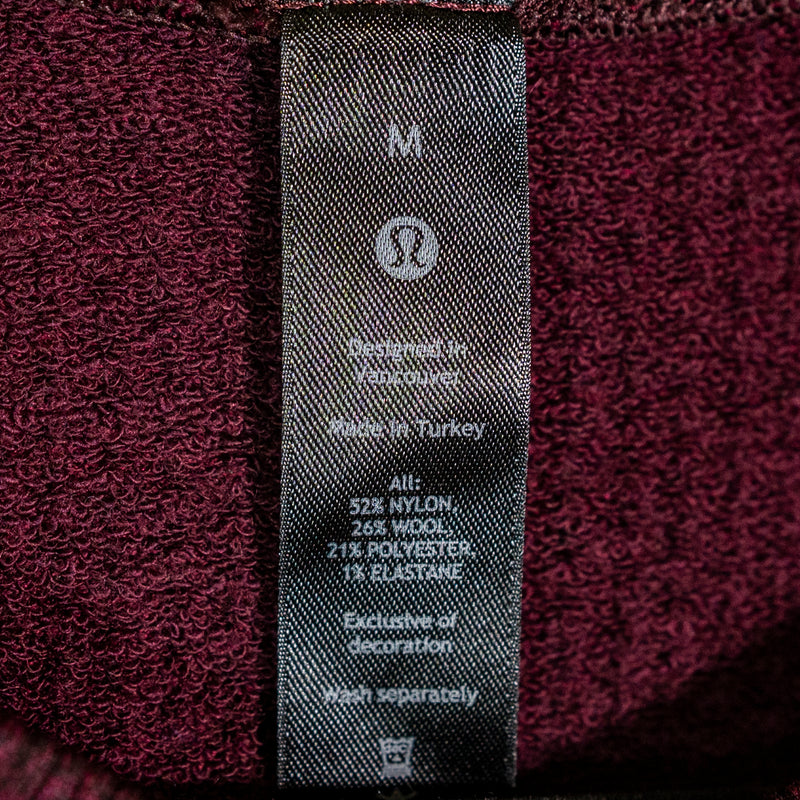 M
Designed in
Vancouver
Made in Turkey
All:
52% NYLON,
26% WOOL,
21% POLYESTER,
1% ELASTANE
Exclusive of
decoration
Wash separately